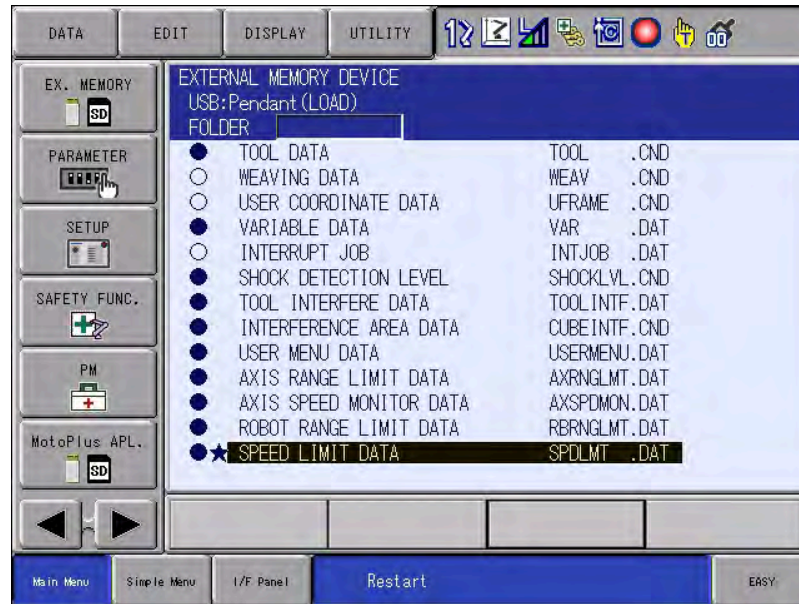 DATA EDIT DISPLAY UTILITY
EX. MEMORY
SD
PARAMETER
SETUP
SAFETY FUNC.
PM
MotoPlus APL.
SD
EXTERNAL MEMORY DEVICE
USB:Pendant(LOAD)
FOLDER
TOOL DATA TOOL .CND
WEAVING DATA WEAV .CND
USER COORDINATE DATA UFRAME .CND
VARIABLE DATA VAR .DAT
INTERRUPT JOB INTJOB .DAT
SHOCK DETECTION LEVEL SHOCKLVL.CND
TOOL INTERFERE DATA TOOLINTF.DAT
INTERFERENCE AREA DATA CUBEINTF.CND
USER MENU DATA USERMENU.DAT
AXIS RANGE LIMIT DATA AXRNGLMT.DAT
AXIS SPEED MONITOR DATA AXSPDMON.DAT
ROBOT RANGE LIMIT DATA RBRNGLMT.DAT
SPEED LIMIT DATA SPDLMT .DAT
Main Menu Simple Menu I/F Panel Restart EASY